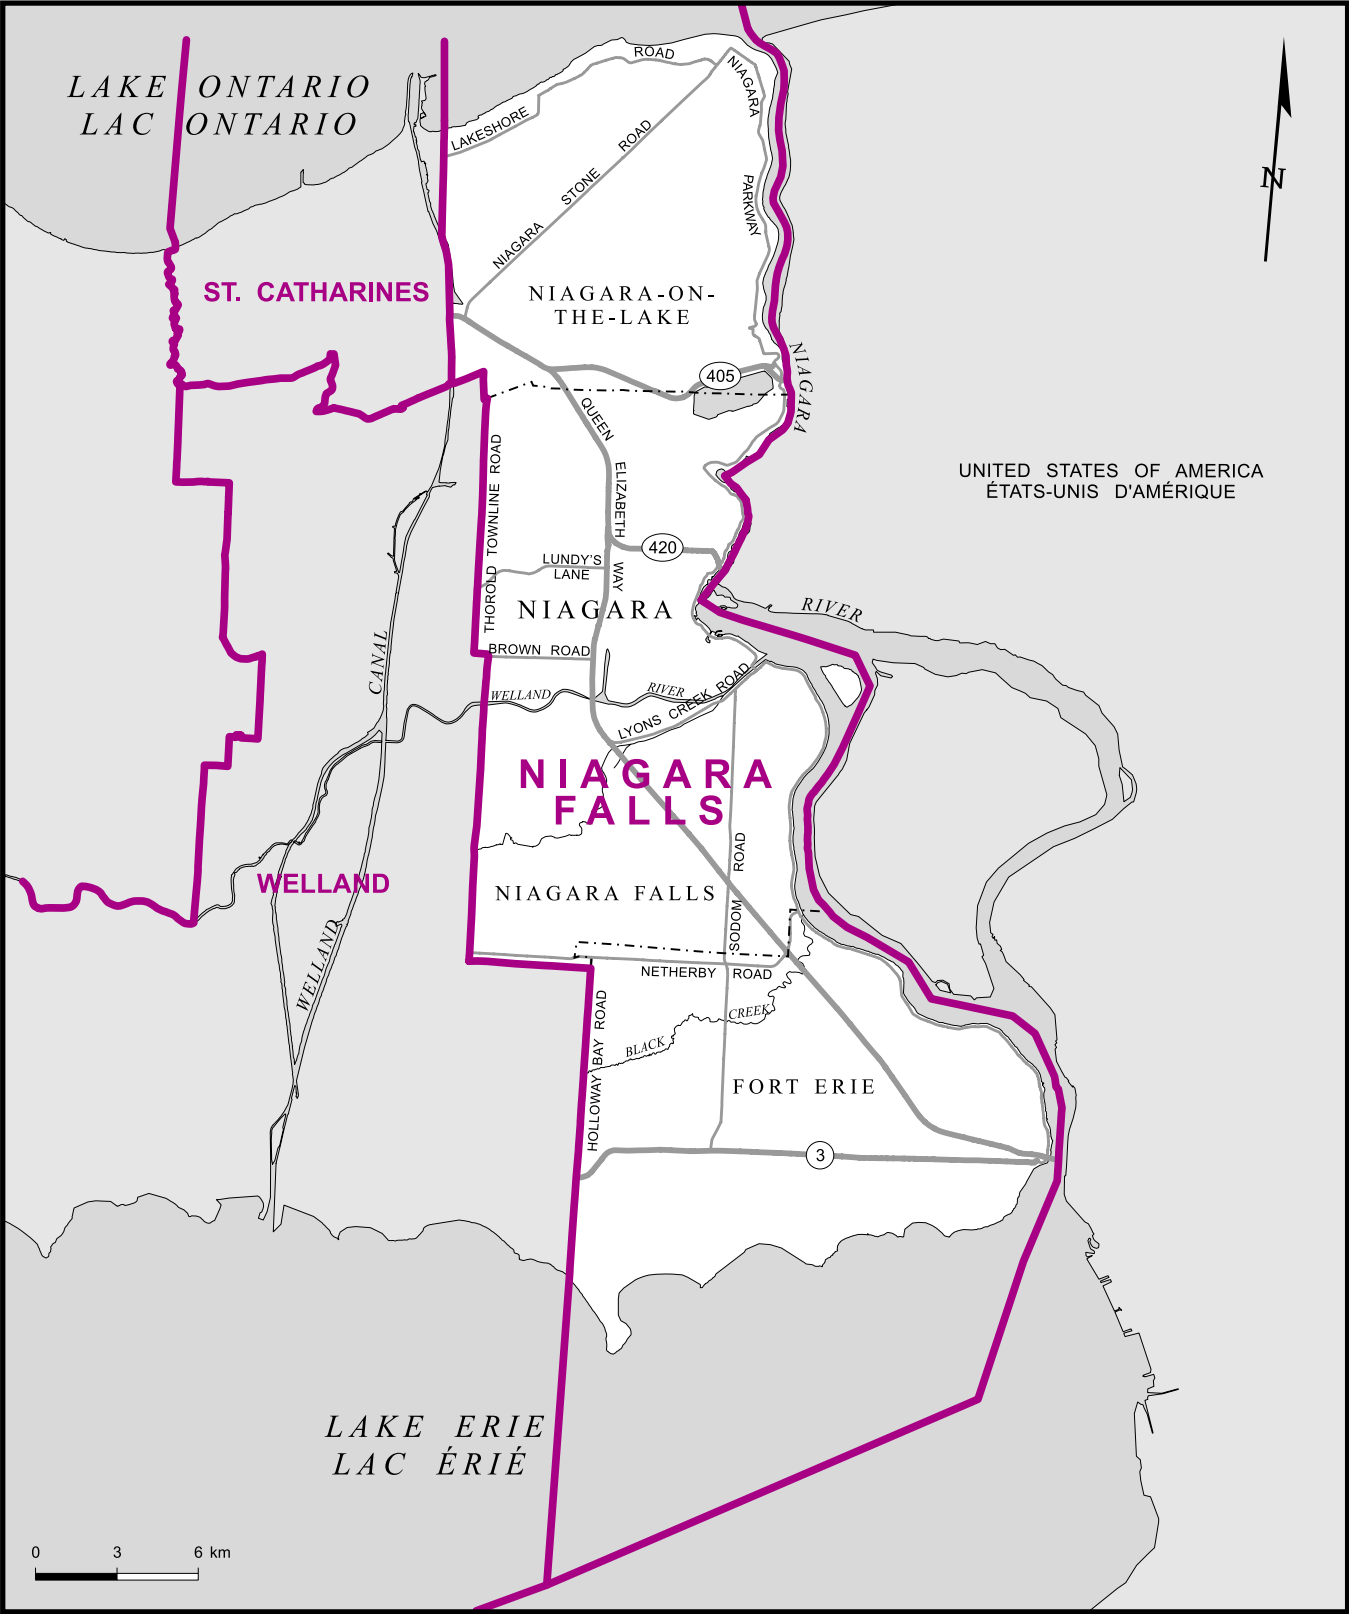 LAKE ONTARIO
LAC ONTARIO
ROAD
LAKESHORE
NIAGARA
PARKWAY
NIAGARA STONE ROAD
N
ST. CATHARINES
NIAGARA-ON-
THE-LAKE
405
NIAGARA
QUEEN
ELIZABETH
WAY
THOROLD TOWNLINE ROAD
UNITED STATES OF AMERICA
ÉTATS-UNIS D'AMÉRIQUE
420
LUNDY'S
LANE
NIAGARA
RIVER
BROWN ROAD
CANAL
WELLAND
RIVER
LYONS CREEK ROAD
NIAGARA
FALLS
WELLAND
NIAGARA FALLS
SODOM ROAD
WELLAND
NETHERBY ROAD
HOLLOWAY BAY ROAD
BLACK
CREEK
FORT ERIE
3
LAKE ERIE
LAC ÉRIÉ
0 3 6 km